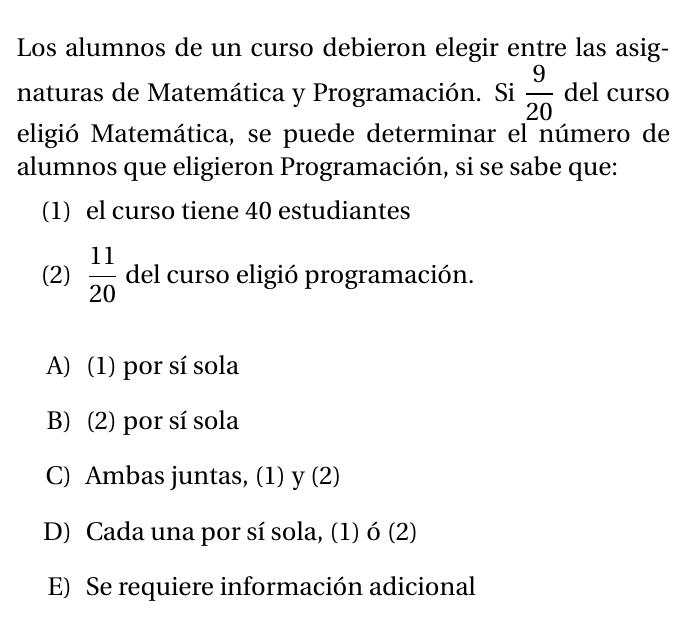 Los alumnos de un curso debieron elegir entre las asig-
naturas de Matemática y Programación. Si 9/20 del curso
eligió Matemática, se puede determinar el número de
alumnos que eligieron Programación, si se sabe que:
(1) el curso tiene 40 estudiantes
(2) 11/20 del curso eligió programación.
A) (1) por sí sola
B) (2) por sí sola
C) Ambas juntas, (1) y (2)
D) Cada una por sí sola, (1) ó (2)
E) Se requiere información adicional